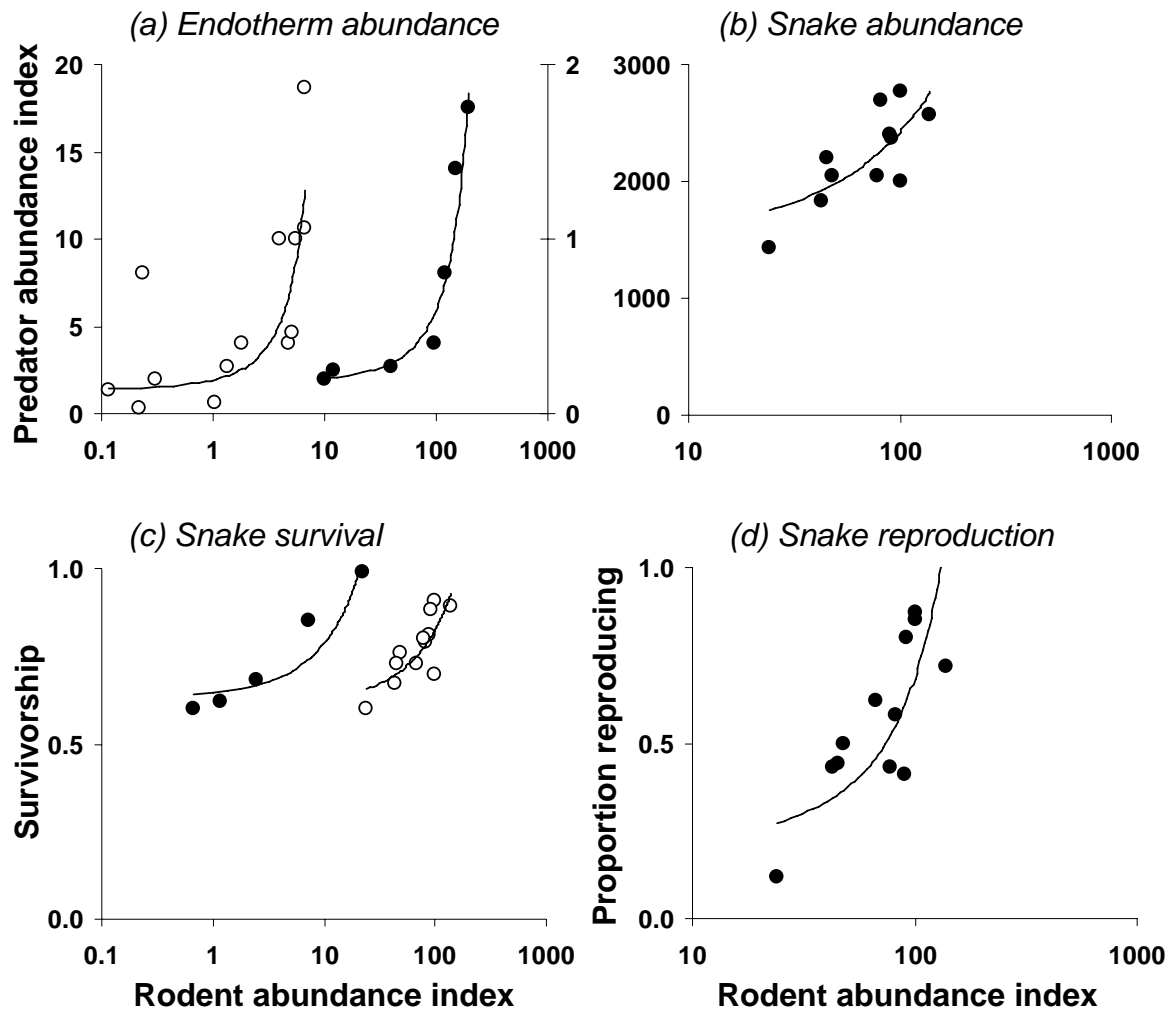 (a) Endotherm abundance
Predator abundance index
20
15
10
5
0
2
1
0
0.1 1 10 100 1000
(b) Snake abundance
3000
2000
1000
0
10 100 1000
(c) Snake survival
Survivorship
1.0
0.5
0.0
0.1 1 10 100 1000
Rodent abundance index
(d) Snake reproduction
Proportion reproducing
1.0
0.5
0.0
10 100 1000
Rodent abundance index